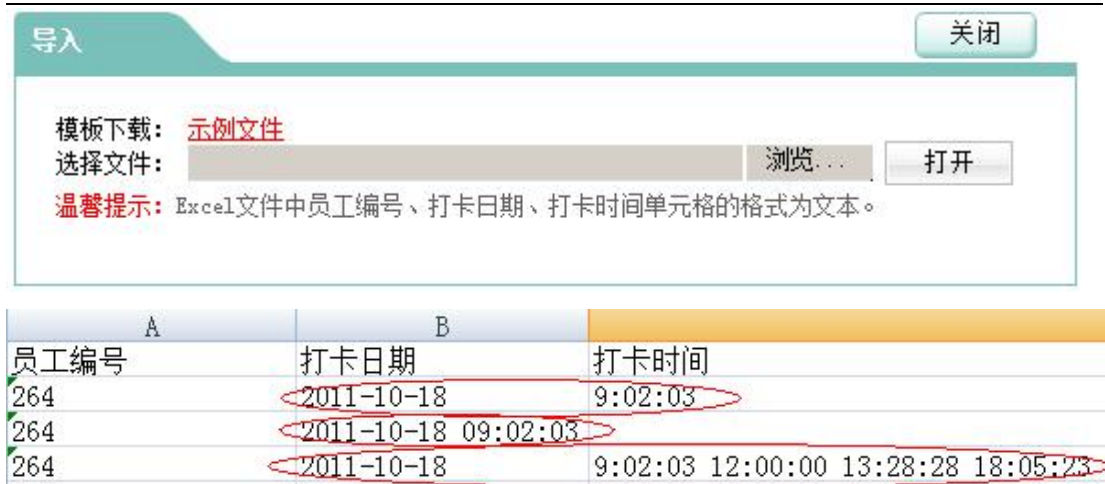 导入 关闭
模板下载： 示例文件
选择文件： 浏览... 打开
温馨提示：Excel文件中员工编号、打卡日期、打卡时间单元格的格式为文本。
A B
员工编号 打卡日期 打卡时间
264 2011-10-18 9:02:03
264 2011-10-18 09:02:03
264 2011-10-18 9:02:03 12:00:00 13:28:28 18:05:23